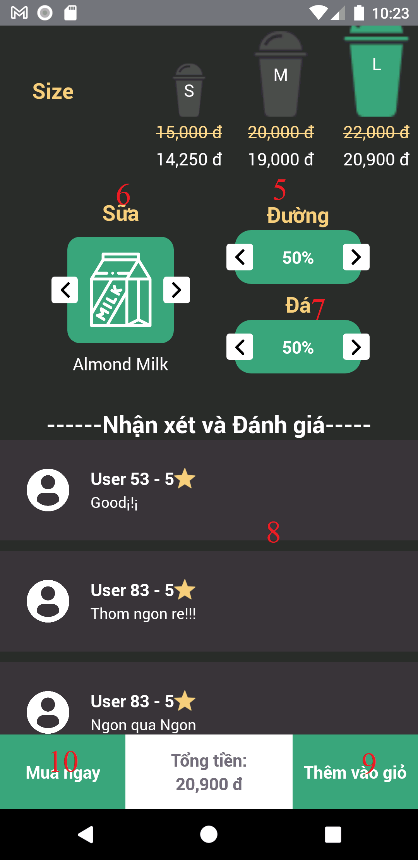 10:23
Size
S
M
L
15,000 đ 20,000 đ 22,000 đ
14,250 đ 19,000 đ 20,900 đ
6
Sữa
5
Đường
MILK
50%
7
Đá
50%
Almond Milk
------Nhận xét và Đánh giá-----
User 53 - 5
Good¡!¡
8
User 83 - 5
Thom ngon re!!!
User 83 - 5
Ngon qua Ngon
10
Mua ngay
Tổng tiền:
20,900 đ
9
Thêm vào giỏ